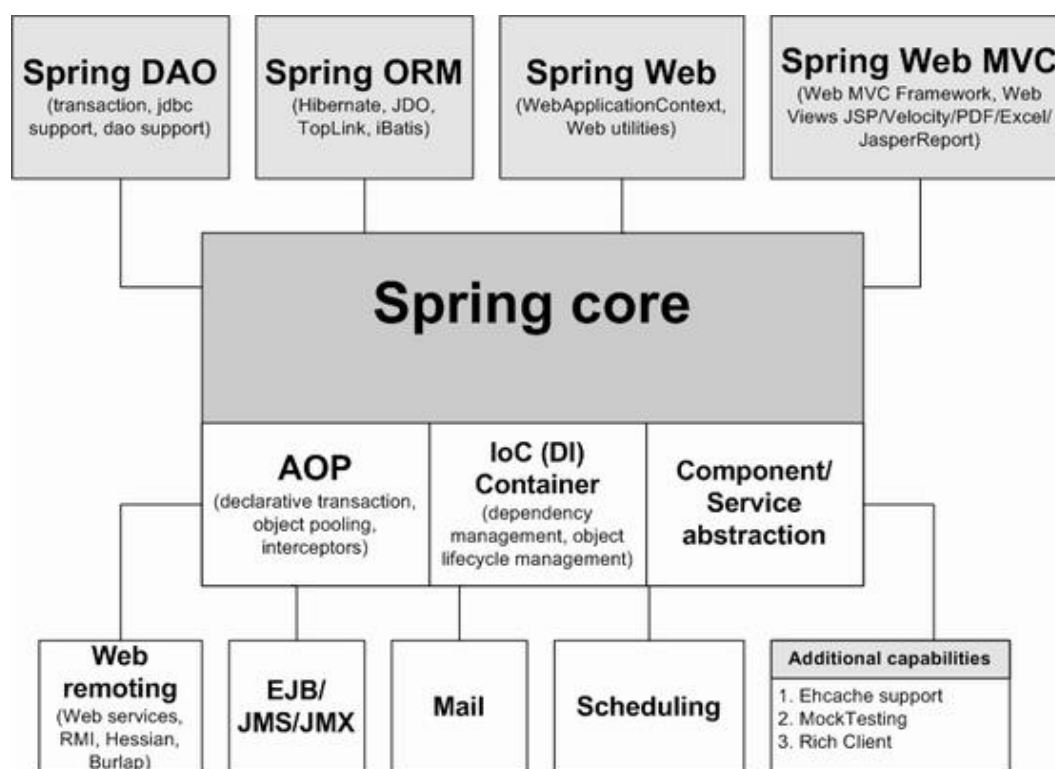 Spring DAO
(transaction, jdbc
support, dao support)
Spring ORM
(Hibernate, JDO,
TopLink, iBatis)
Spring Web
(WebApplicationContext,
Web utilities)
Spring Web MVC
(Web MVC Framework, Web
Views JSP/Velocity/PDF/Excel/
JasperReport)
Spring core
AOP
(declarative transaction,
object pooling,
interceptors)
IoC (DI)
Container
(dependency
management, object
lifecycle management)
Component/
Service
abstraction
Web
remoting
(Web services,
RMI, Hessian,
Burlap)
EJB/
JMS/JMX
Mail
Scheduling
Additional capabilities
1. Ehcache support
2. MockTesting
3. Rich Client